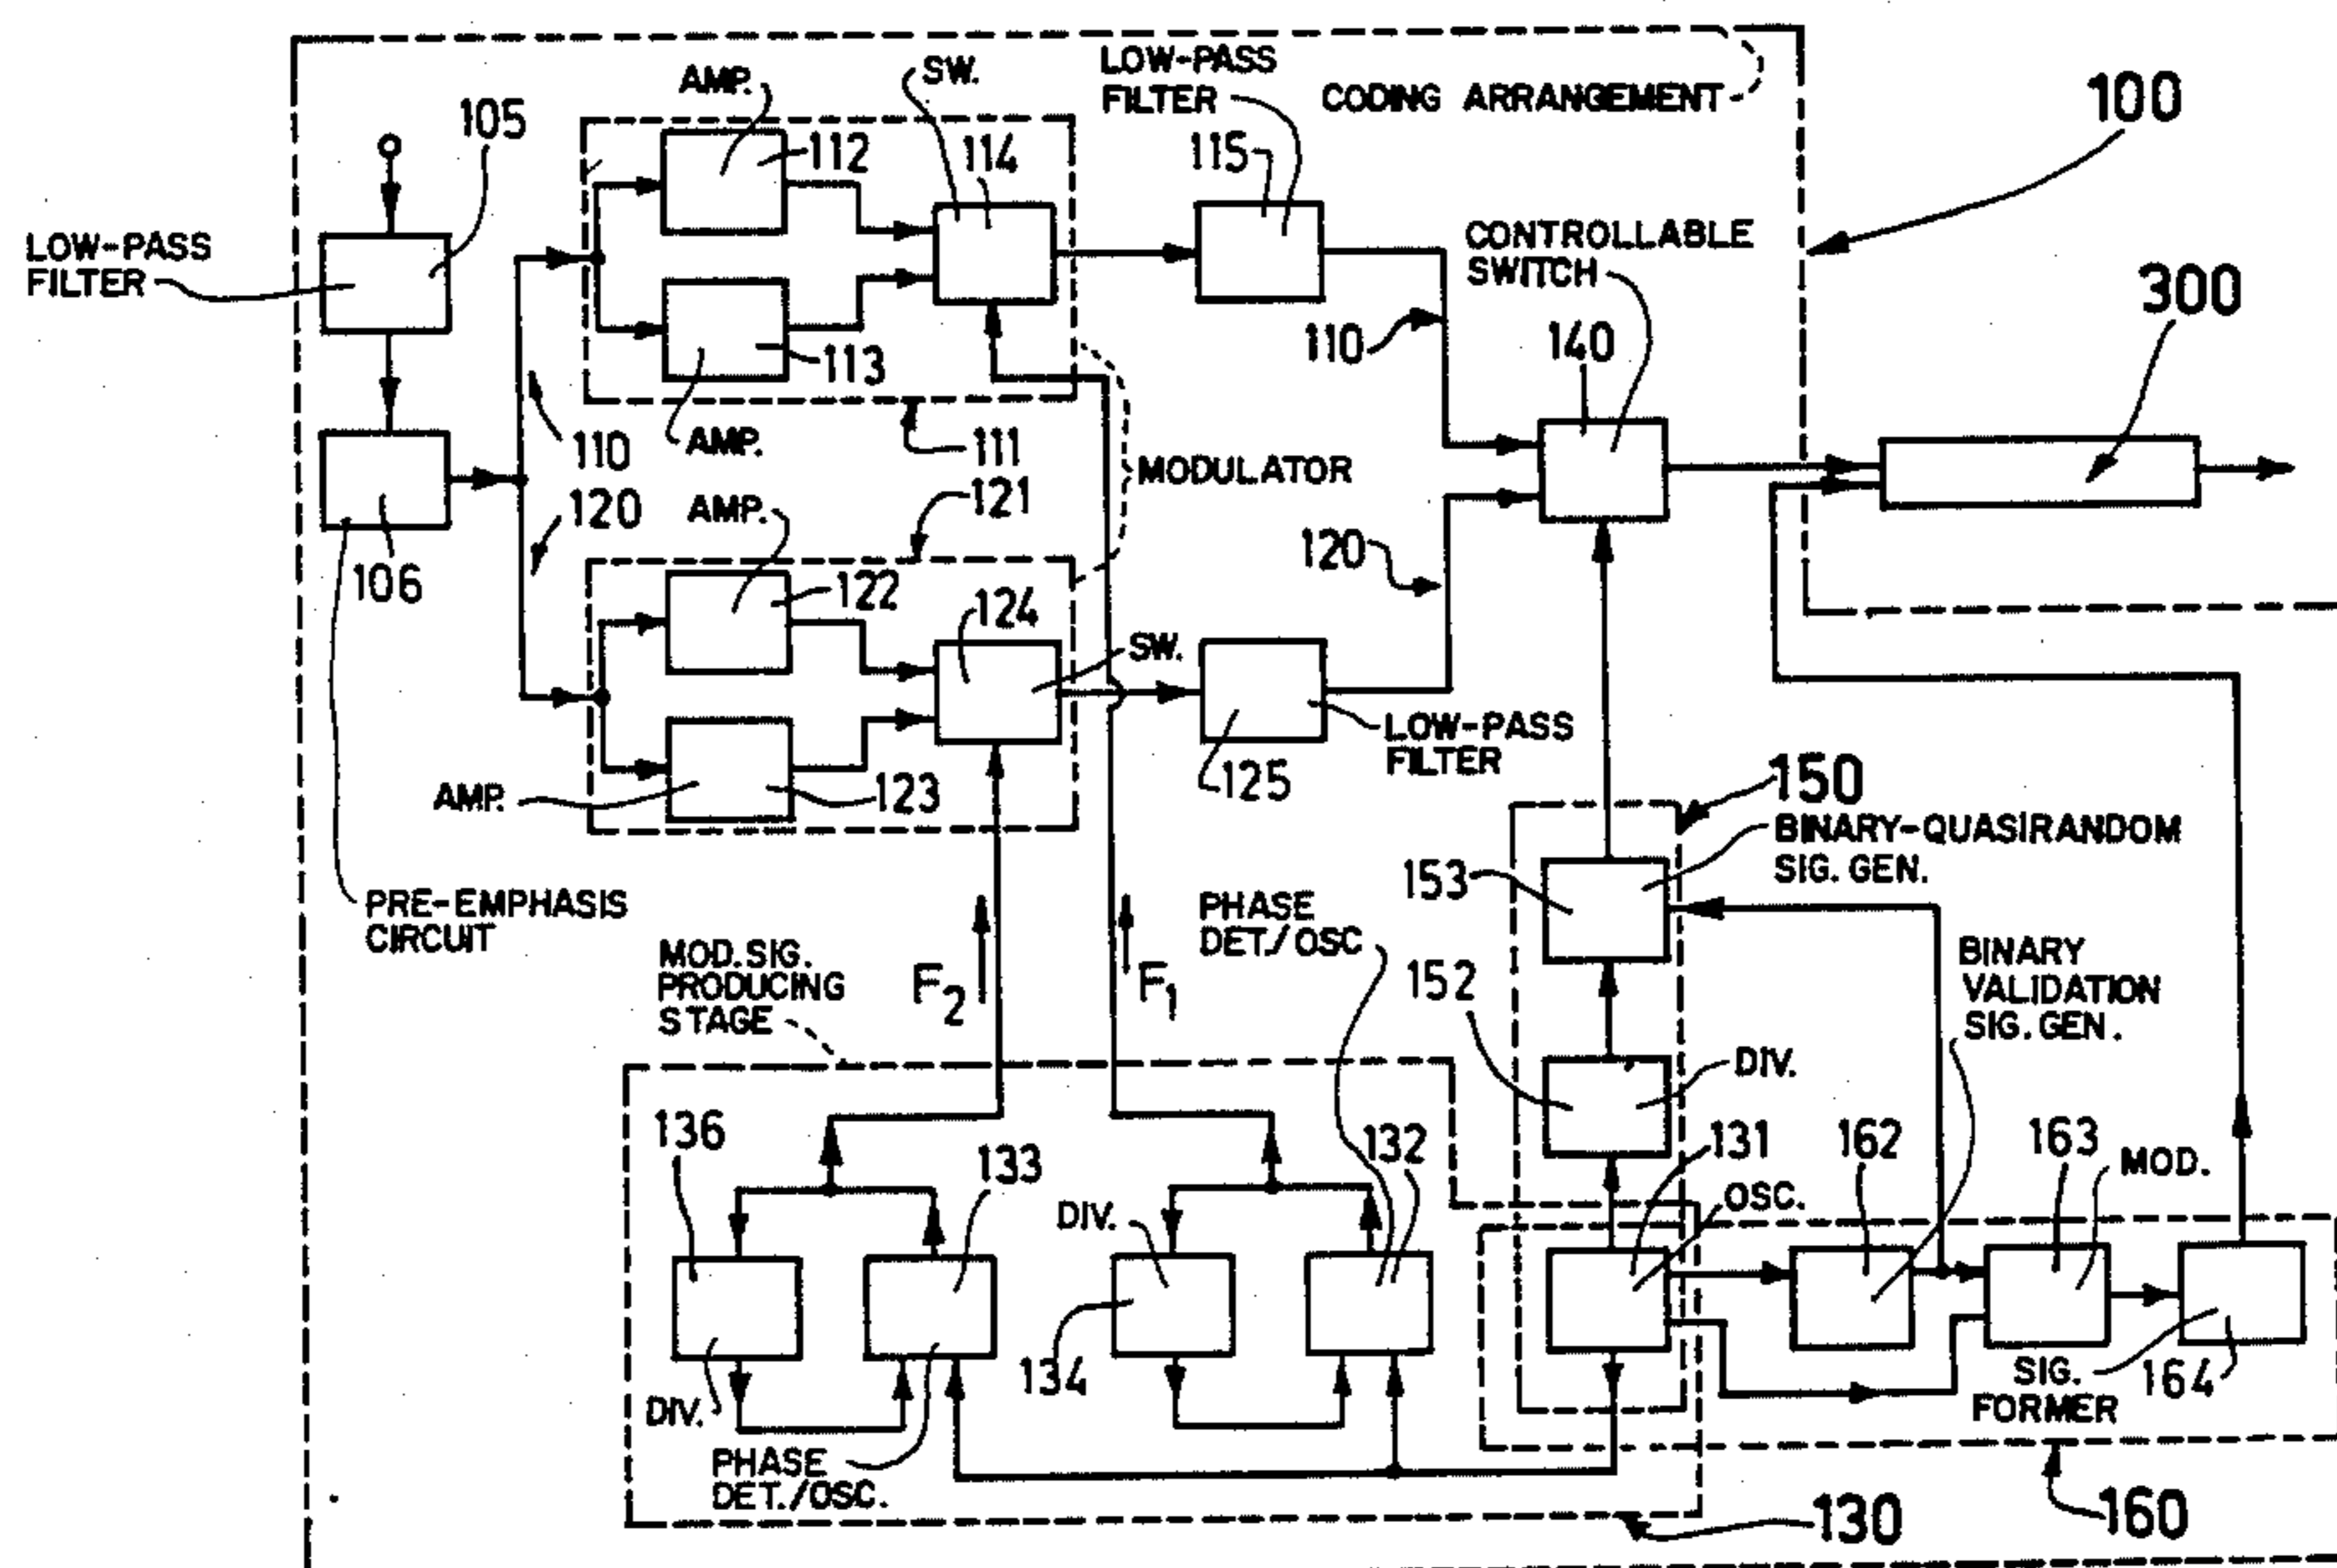 AMP.
SW.
LOW-PASS
FILTER
CODING ARRANGEMENT
100
105
112
114
115
LOW-PASS
FILTER
CONTROLLABLE
SWITCH
300
110
140
113
AMP.
111
110
MODULATOR
106
120
AMP.
121
120
122
124
SW.
LOW-PASS
FILTER
125
AMP.
123
150
BINARY-QUASIRANDOM
SIG. GEN.
153
PRE-EMPHASIS
CIRCUIT
PHASE
DET./OSC
MOD. SIG.
PRODUCING
STAGE
F2
F1
152
BINARY
VALIDATION
SIG. GEN.
DIV.
136
133
DIV.
132
131
OSC.
162
163
MOD.
134
DIV.
SIG.
FORMER
164
PHASE
DET./OSC.
130
160